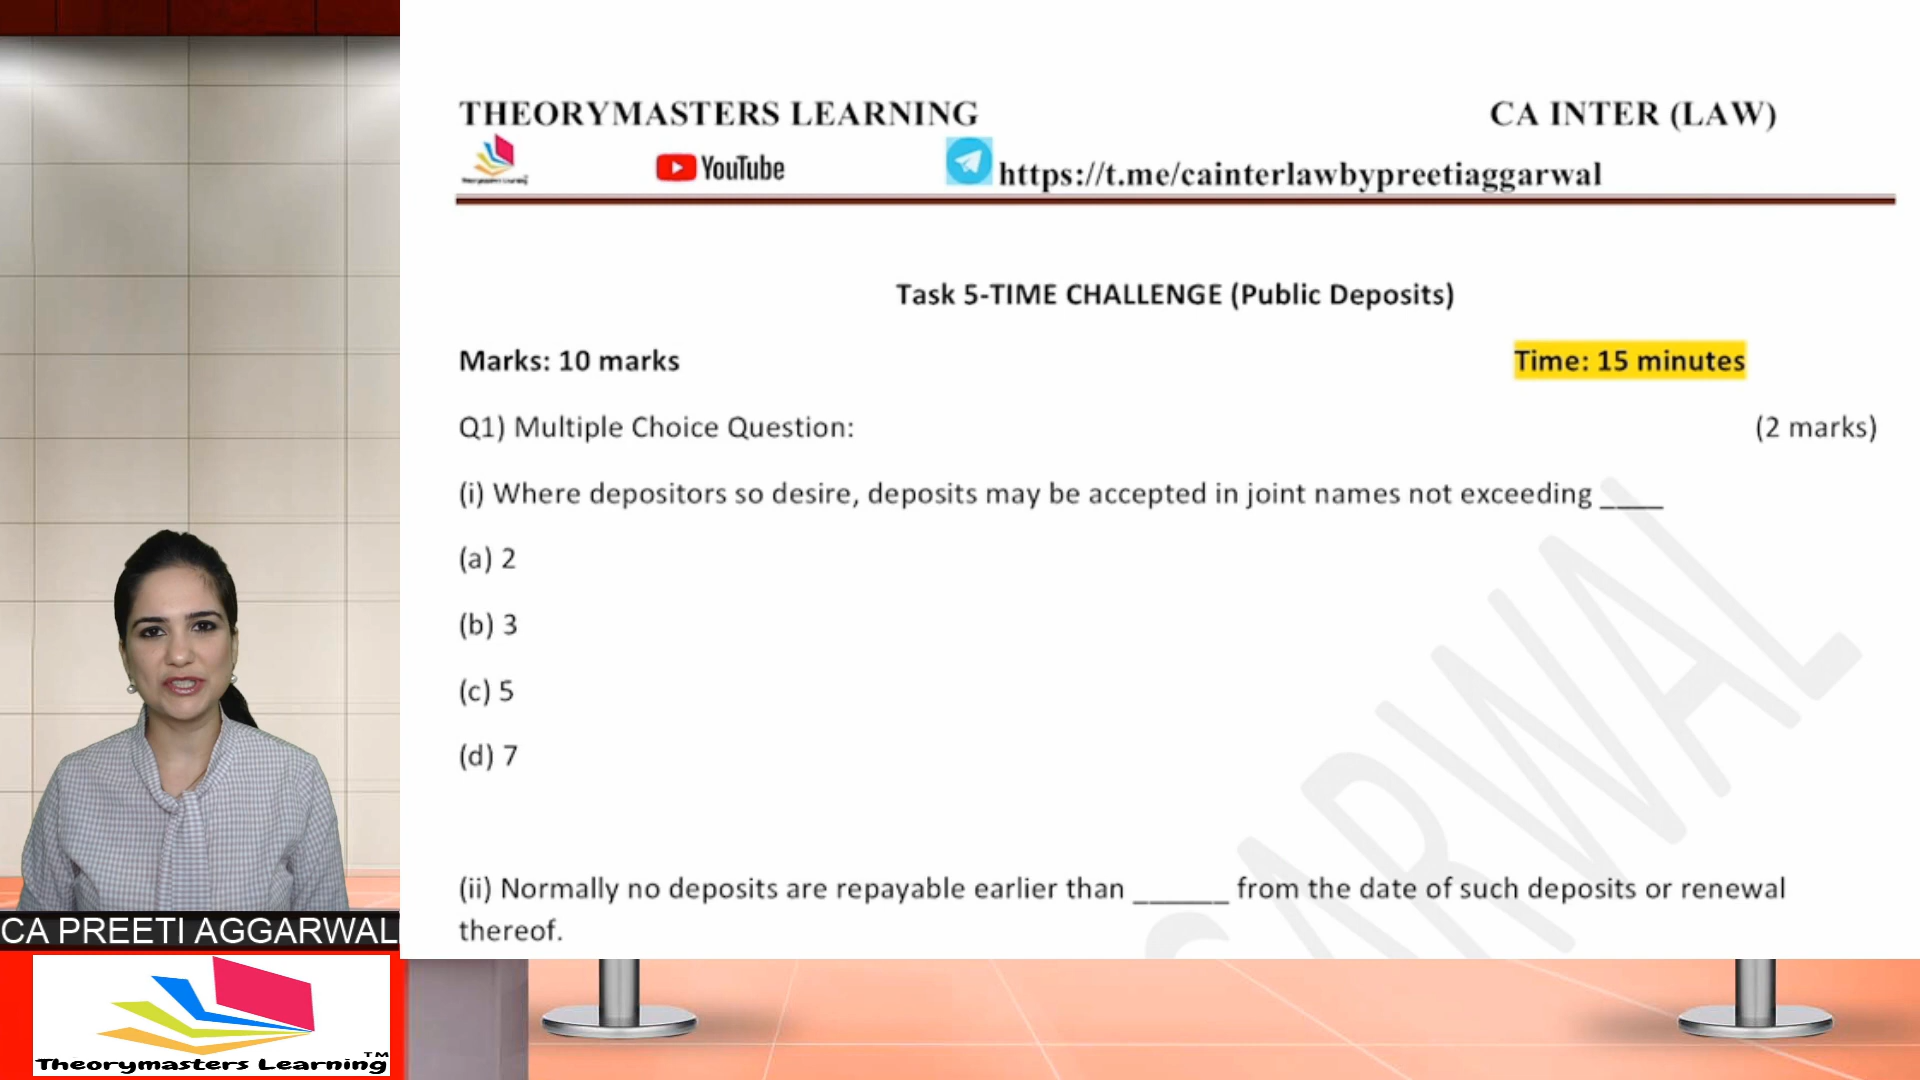 THEORYMASTERS LEARNING CA INTER (LAW)
YouTube https://t.me/cainterlawbypreetiaggarwal
Task 5-TIME CHALLENGE (Public Deposits)
Marks: 10 marks Time: 15 minutes
Q1) Multiple Choice Question: (2 marks)
(i) Where depositors so desire, deposits may be accepted in joint names not exceeding ____
(a) 2
(b) 3
(c) 5
(d) 7
(ii) Normally no deposits are repayable earlier than ______ from the date of such deposits or renewal
thereof.
GARWAL
CA PREETI AGGARWAL
Theorymasters Learning™